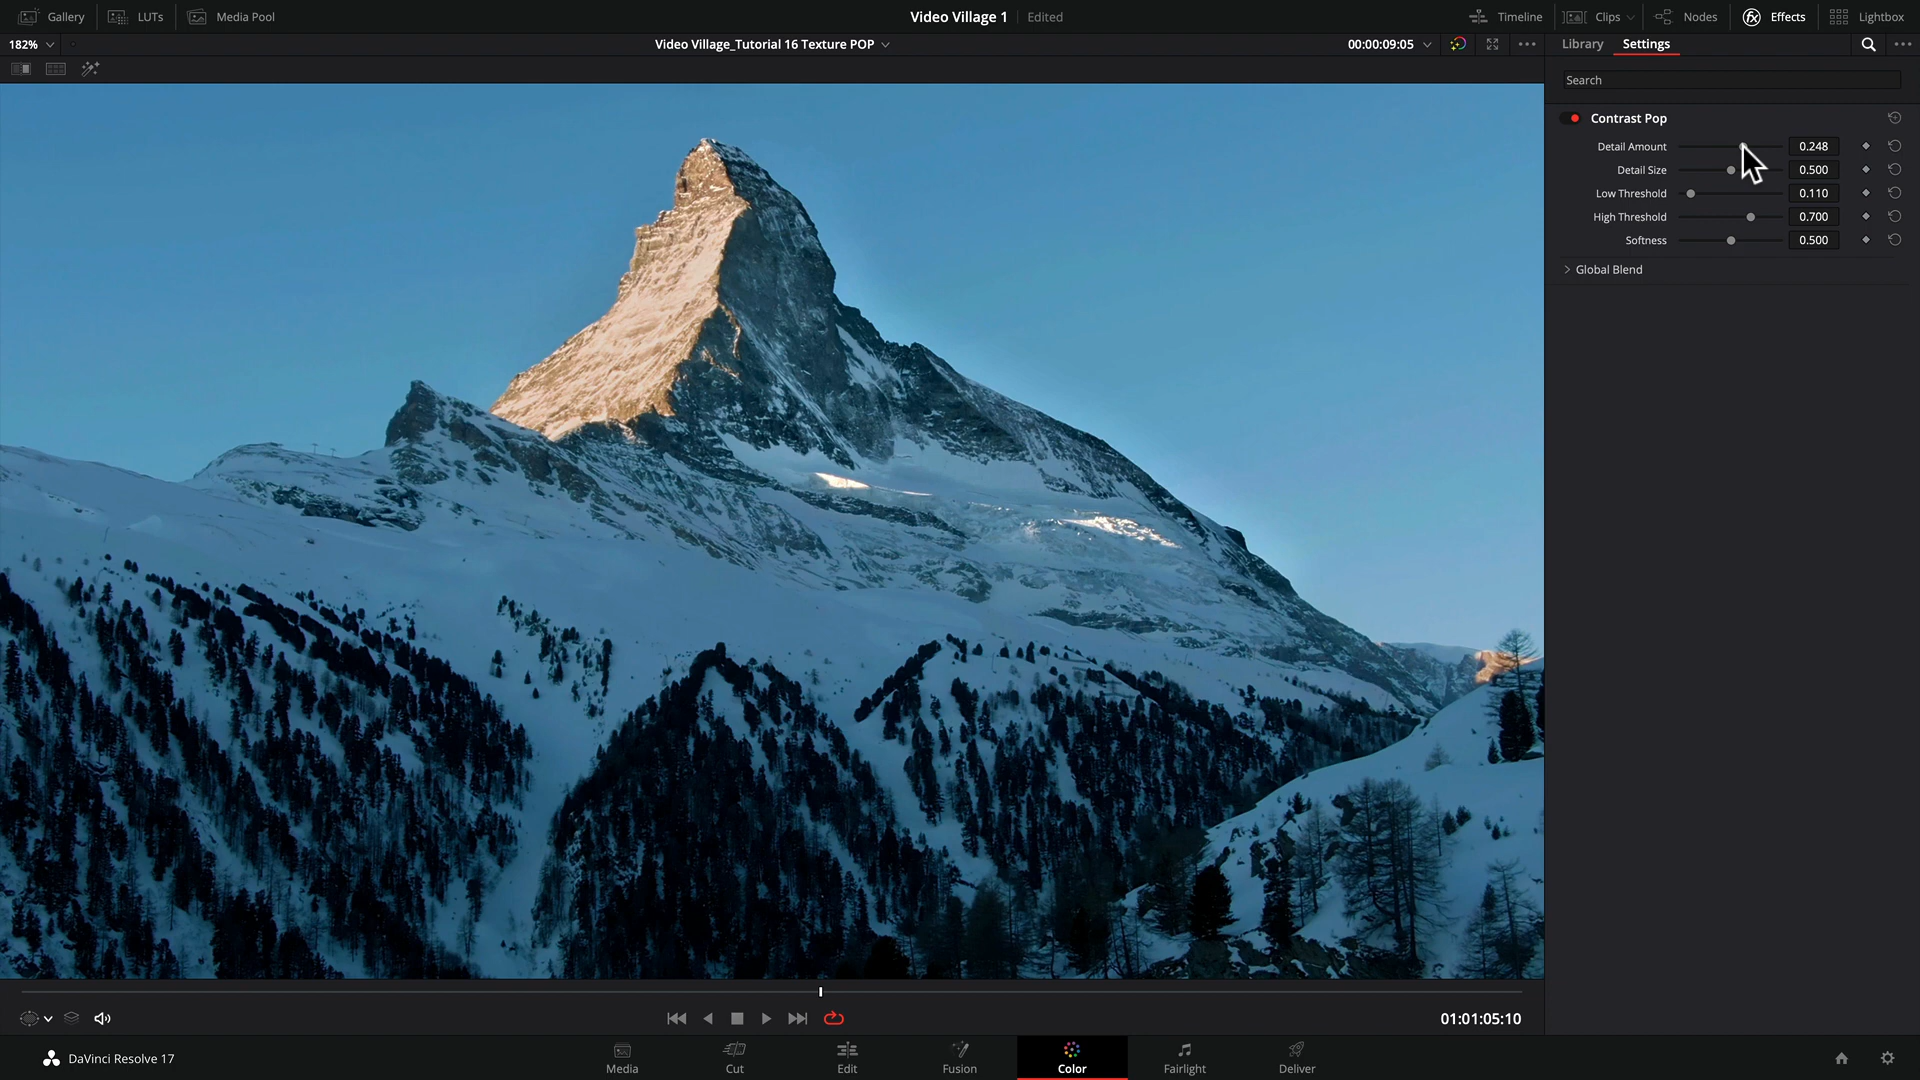 Gallery LUTs Media Pool Video Village 1 Edited Timeline Clips Nodes Effects Lightbox
182% Video Village_Tutorial 16 Texture POP 00:00:09:05 Library Settings
Search
Contrast Pop
Detail Amount 0.248
Detail Size 0.500
Low Threshold 0.110
High Threshold 0.700
Softness 0.500
Global Blend
01:01:05:10
DaVinci Resolve 17 Media Cut Edit Fusion Color Fairlight Deliver